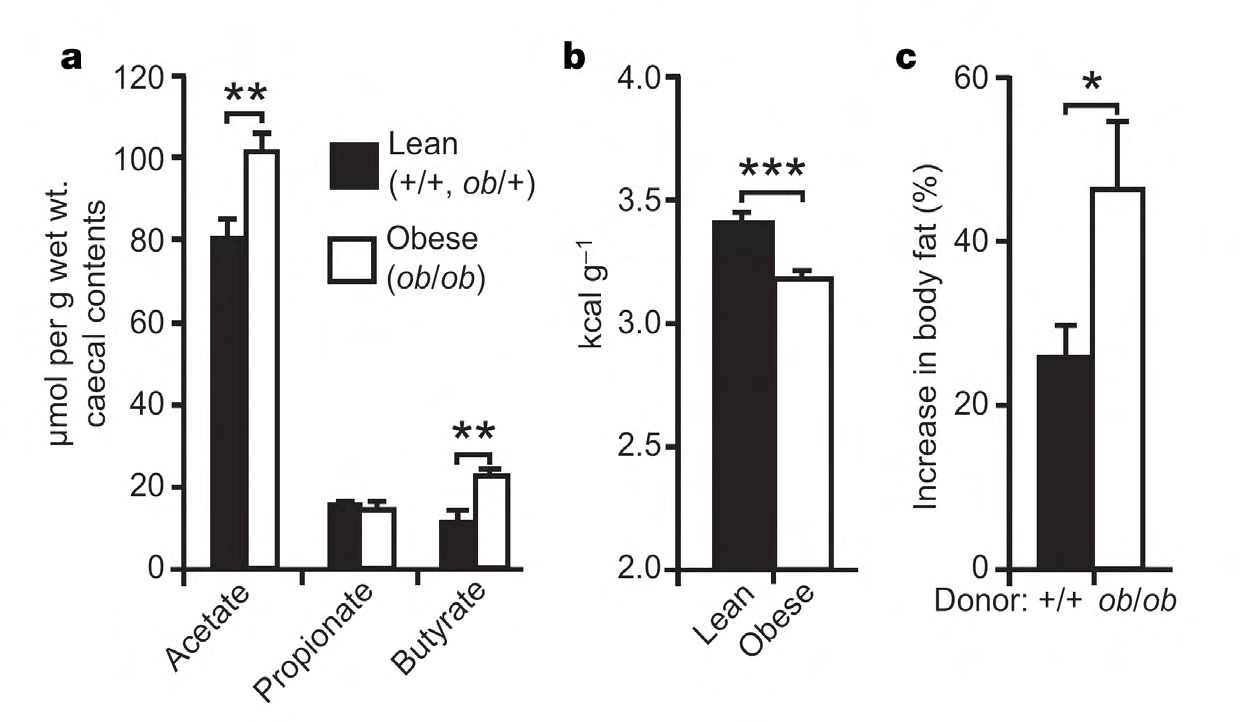 a
120
100
80
60
40
20
0
µmol per g wet wt.
caecal contents
**
**
Lean
(+/+, ob/+)
Obese
(ob/ob)
Acetate
Propionate
Butyrate
b
4.0
3.5
3.0
2.5
2.0
kcal g⁻¹
***
Lean
Obese
c
60
40
20
0
Increase in body fat (%)
*
Donor: +/+ ob/ob